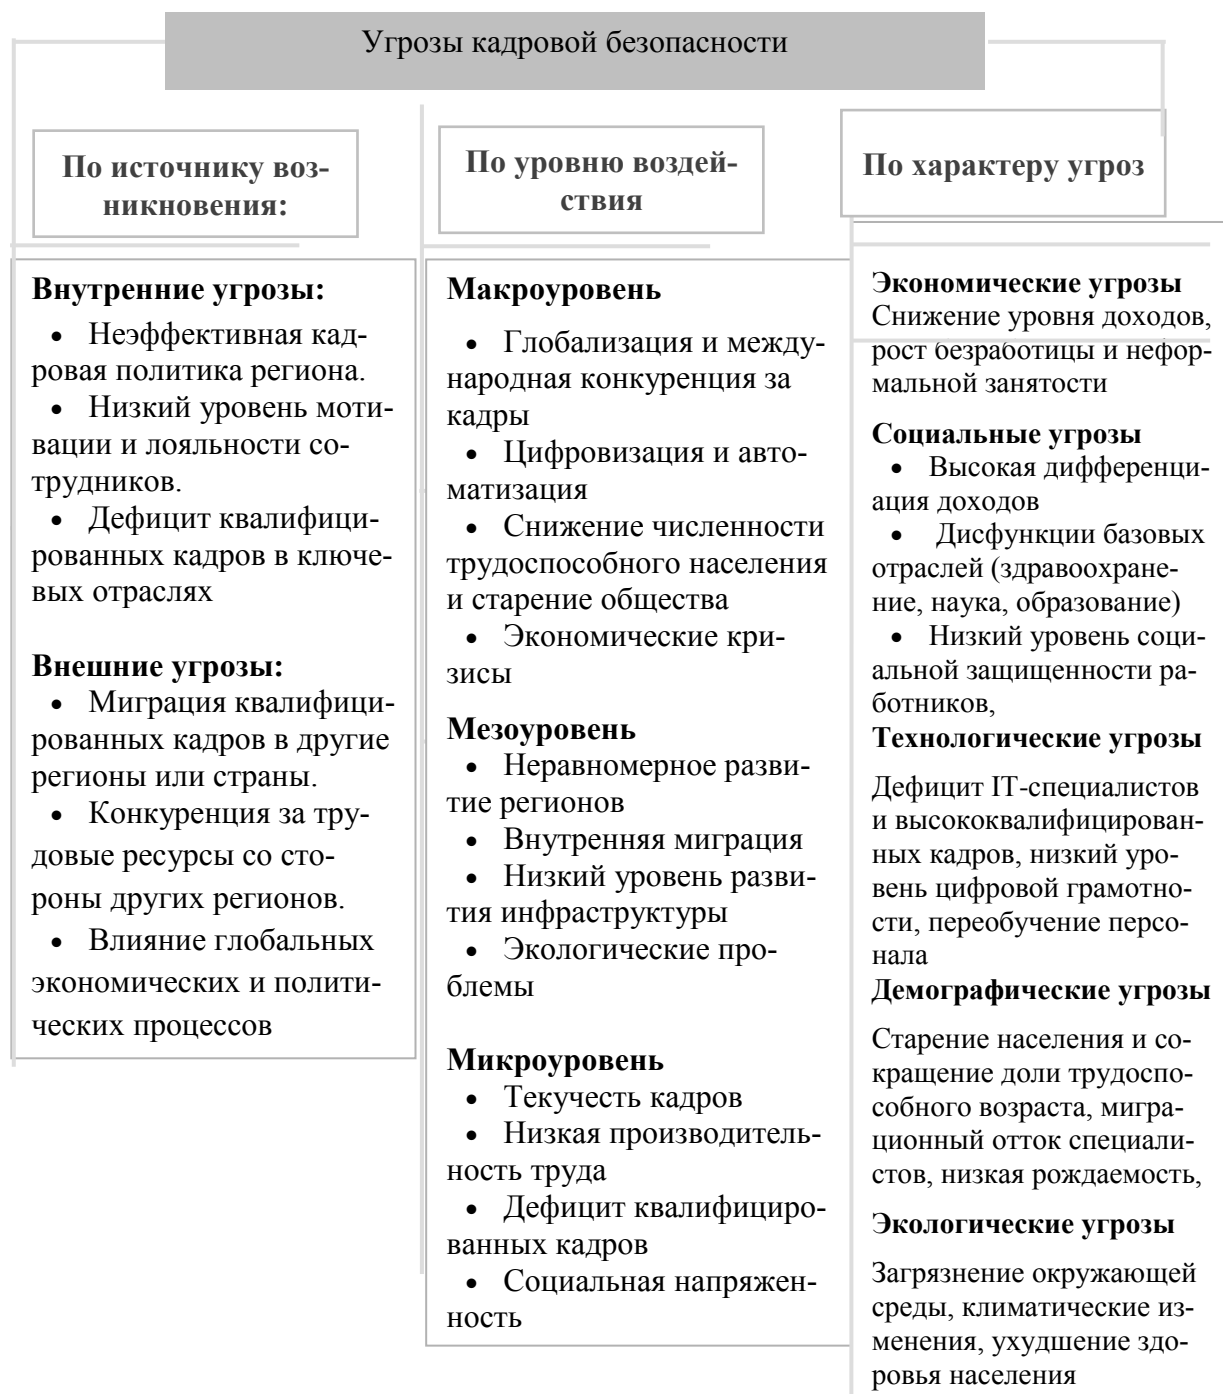 Угрозы кадровой безопасности
По источнику воз-
никновения:
Внутренние угрозы:
• Неэффективная кад-
ровая политика региона.
• Низкий уровень моти-
вации и лояльности со-
трудников.
• Дефицит квалифици-
рованных кадров в ключе-
вых отраслях
Внешние угрозы:
• Миграция квалифици-
рованных кадров в другие
регионы или страны.
• Конкуренция за тру-
довые ресурсы со сто-
роны других регионов.
• Влияние глобальных
экономических и полити-
ческих процессов
По уровню воздей-
ствия
Макроуровень
• Глобализация и между-
народная конкуренция за
кадры
• Цифровизация и авто-
матизация
• Снижение численности
трудоспособного населения
и старение общества
• Экономические кри-
зисы
Мезоуровень
• Неравномерное разви-
тие регионов
• Внутренняя миграция
• Низкий уровень разви-
тия инфраструктуры
• Экологические про-
блемы
Микроуровень
• Текучесть кадров
• Низкая производитель-
ность труда
• Дефицит квалифициро-
ванных кадров
• Социальная напряжен-
ность
По характеру угроз
Экономические угрозы
Снижение уровня доходов,
рост безработицы и нефор-
мальной занятости
Социальные угрозы
• Высокая дифференци-
ация доходов
• Дисфункции базовых
отраслей (здравоохране-
ние, наука, образование)
• Низкий уровень соци-
альной защищенности ра-
ботников,
Технологические угрозы
Дефицит IT-специалистов
и высококвалифицирован-
ных кадров, низкий уро-
вень цифровой грамотно-
сти, переобучение персо-
нала
Демографические угрозы
Старение населения и со-
кращение доли трудоспо-
собного возраста, мигра-
ционный отток специали-
стов, низкая рождаемость,
Экологические угрозы
Загрязнение окружающей
среды, климатические из-
менения, ухудшение здо-
ровья населения